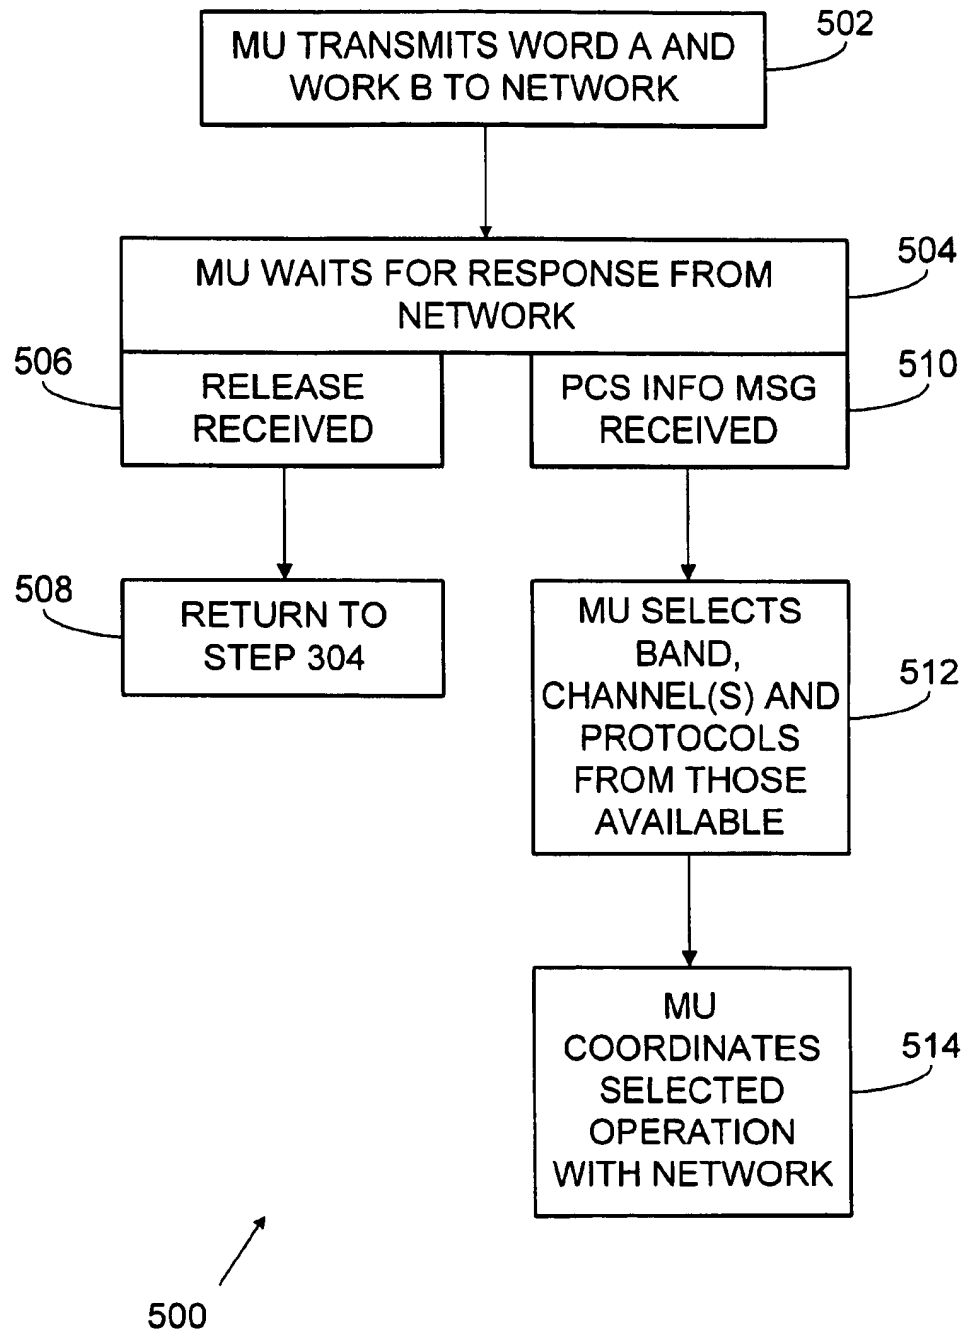 502
MU TRANSMITS WORD A AND
WORK B TO NETWORK
504
MU WAITS FOR RESPONSE FROM
NETWORK
506
RELEASE
RECEIVED
510
PCS INFO MSG
RECEIVED
508
RETURN TO
STEP 304
512
MU SELECTS
BAND,
CHANNEL(S) AND
PROTOCOLS
FROM THOSE
AVAILABLE
514
MU
COORDINATES
SELECTED
OPERATION
WITH NETWORK
500